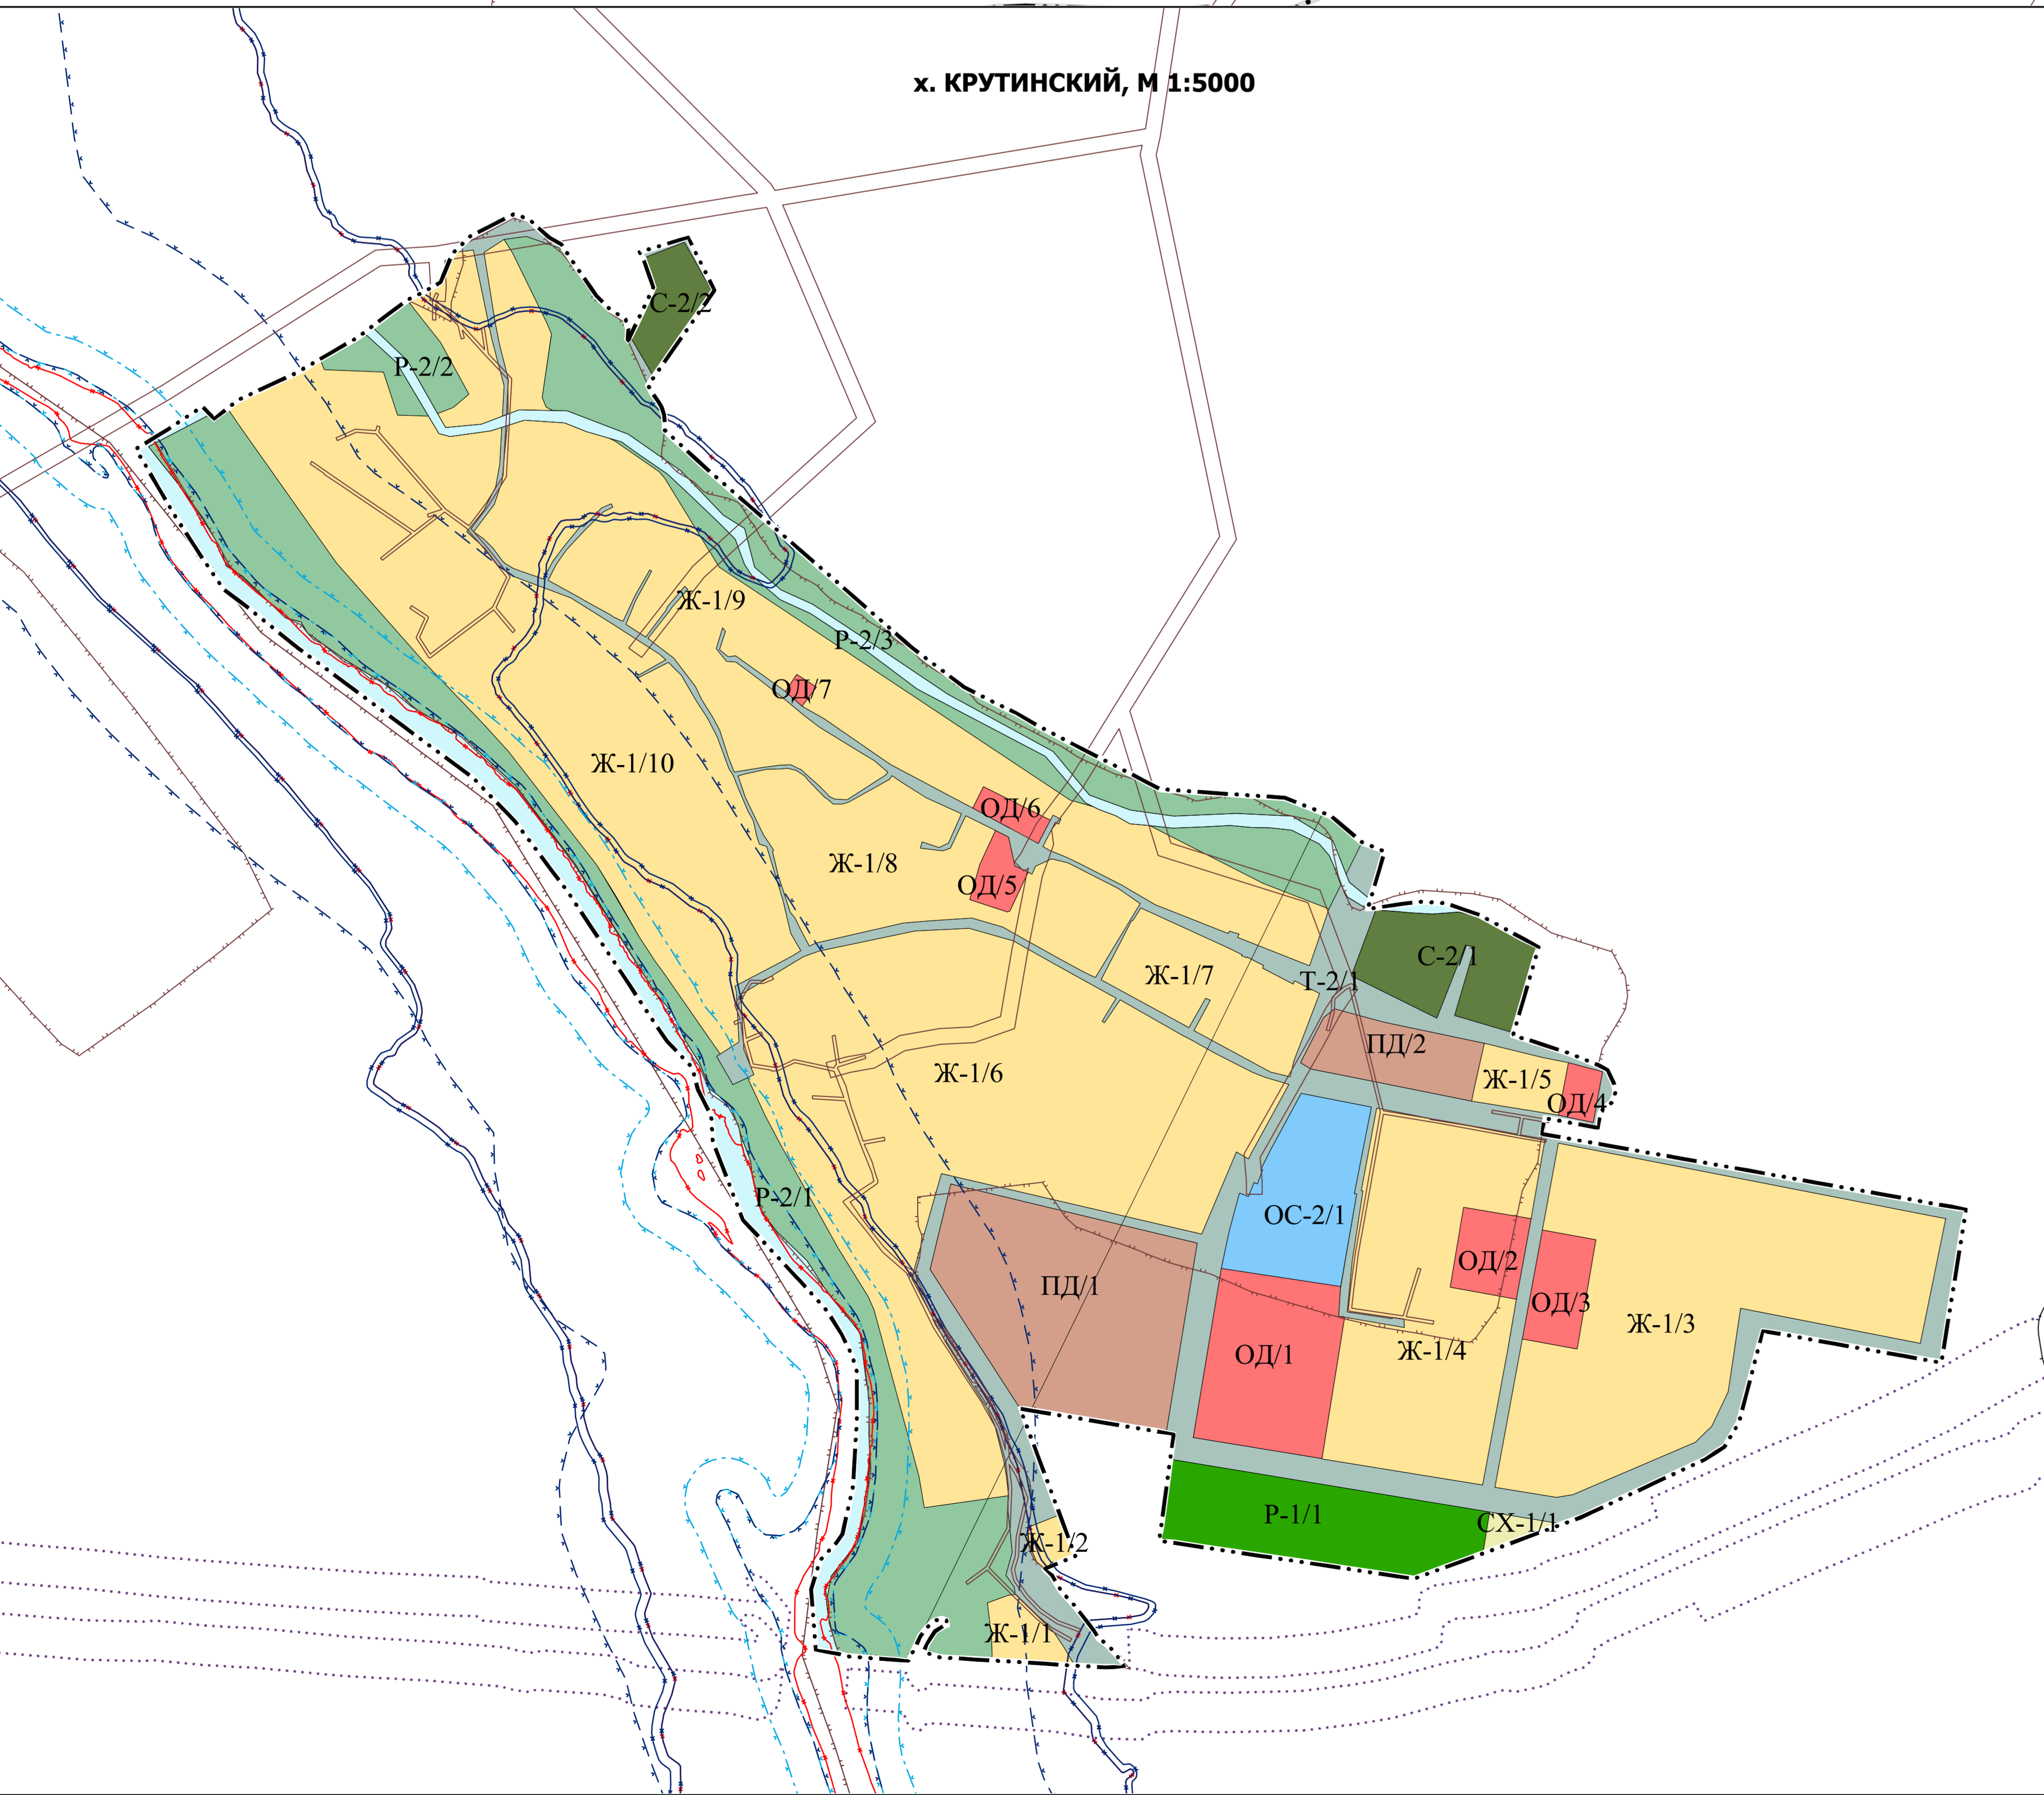 х. КРУТИНСКИЙ, М 1:5000
С-2/2
Р-2/2
Ж-1/9
Р-2/3
ОД/7
Ж-1/10
ОД/6
Ж-1/8
ОД/5
С-2/1
Ж-1/7
Т-2/1
ПД/2
Ж-1/6
Ж-1/5
ОД/4
Р-2/1
ОС-2/1
ОД/2
ПД/1
ОД/3
Ж-1/3
Ж-1/4
ОД/1
Р-1/1
СХ-1/1
Ж-1/2
Ж-1/1